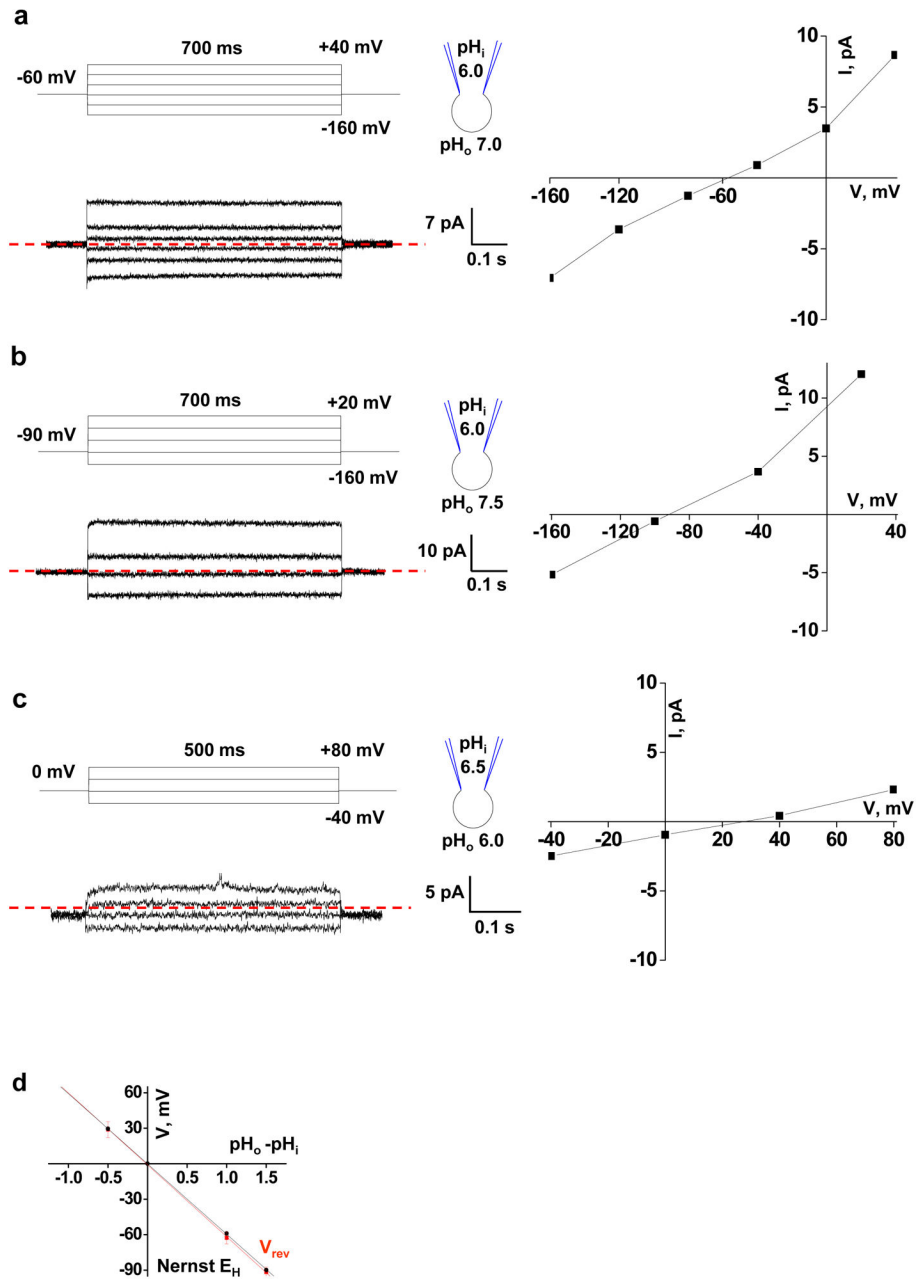 a
700 ms
+40 mV
-60 mV
-160 mV
pHi
6.0
pHo 7.0
7 pA
0.1 s
I, pA
10
5
-5
-10
-160 -120 -80 -40
V, mV
b
700 ms
+20 mV
-90 mV
-160 mV
pHi
6.0
pHo 7.5
10 pA
0.1 s
I, pA
10
5
-5
-10
V, mV
-160 -120 -80 -40 40
c
500 ms
+80 mV
0 mV
-40 mV
pHi
6.5
pHo 6.0
5 pA
0.1 s
I, pA
10
5
-5
-10
V, mV
-40 -20 0 20 40 60 80
d
V, mV
60
30
-30
-60
-90
pHo -pHi
-1.0 -0.5 0.5 1.0 1.5
Vrev
Nernst EH